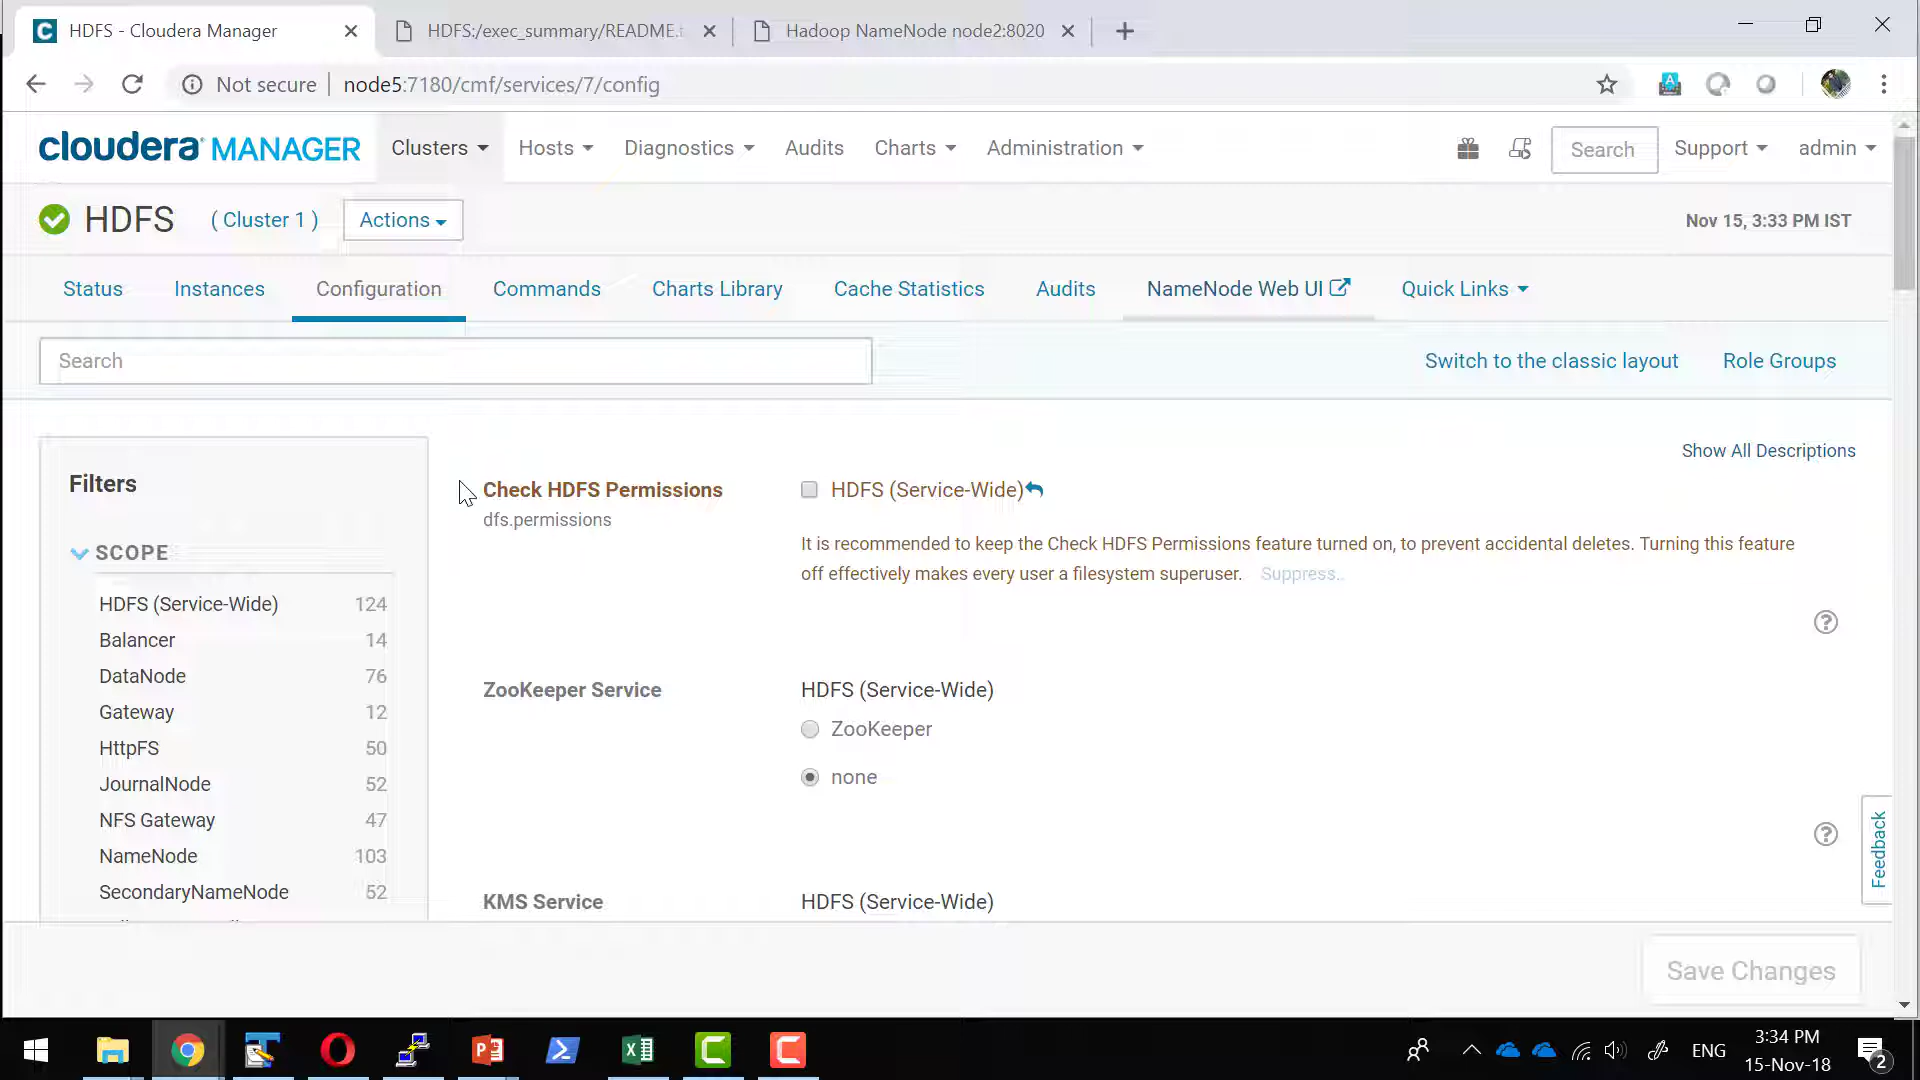 HDFS - Cloudera Manager
HDFS:/exec_summary/README.
Hadoop NameNode node2:8020
Not secure
node5:7180/cmf/services/7/config
cloudera MANAGER
Clusters
Hosts
Diagnostics
Audits
Charts
Administration
Search
Support
admin
HDFS
( Cluster 1 )
Actions
Nov 15, 3:33 PM IST
Status
Instances
Configuration
Commands
Charts Library
Cache Statistics
Audits
NameNode Web UI
Quick Links
Search
Switch to the classic layout
Role Groups
Show All Descriptions
Filters
SCOPE
HDFS (Service-Wide) 124
Balancer 14
DataNode 76
Gateway 12
HttpFS 50
JournalNode 52
NFS Gateway 47
NameNode 103
SecondaryNameNode 52
Check HDFS Permissions
dfs.permissions
HDFS (Service-Wide)
It is recommended to keep the Check HDFS Permissions feature turned on, to prevent accidental deletes. Turning this feature
off effectively makes every user a filesystem superuser. Suppress...
ZooKeeper Service
HDFS (Service-Wide)
ZooKeeper
none
KMS Service
HDFS (Service-Wide)
Feedback
Save Changes
ENG
3:34 PM
15-Nov-18
2